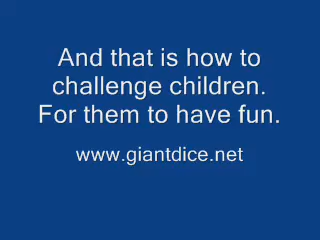 And that is how to
challenge children.
For them to have fun.
www.giantdice.net